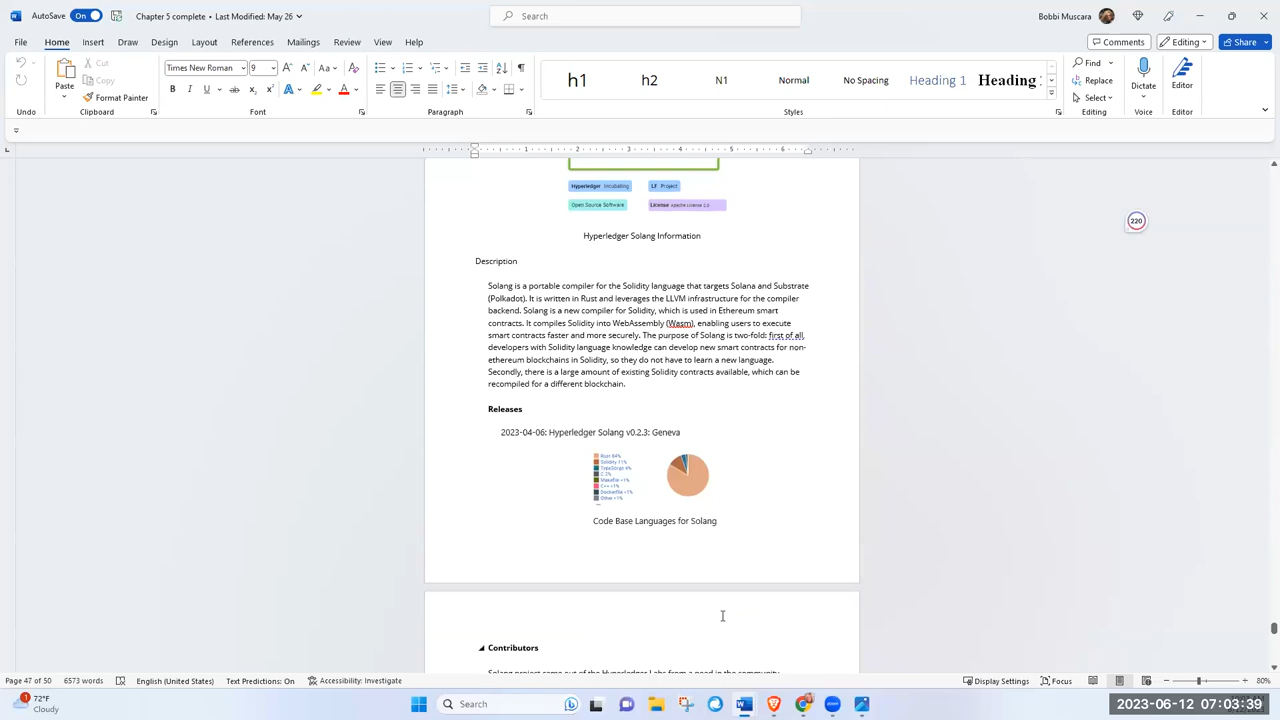 AutoSave On Chapter 5 complete • Last Modified: May 26 Search Bobbi Muscara
File Home Insert Draw Design Layout References Mailings Review View Help Comments Editing Share
Paste Cut Copy Format Painter Times New Roman 9 h1 h2 N1 Normal No Spacing Heading 1 Heading Find Replace Select Dictate Editor
Undo Clipboard Font Paragraph Styles Editing Voice Editor
1 2 3 4 5 6
Hyperledger Incubating LF Project
Open Source Software License Apache License 2.0
220
Hyperledger Solang Information
Description
Solang is a portable compiler for the Solidity language that targets Solana and Substrate
(Polkadot). It is written in Rust and leverages the LLVM infrastructure for the compiler
backend. Solang is a new compiler for Solidity, which is used in Ethereum smart
contracts. It compiles Solidity into WebAssembly (Wasm), enabling users to execute
smart contracts faster and more securely. The purpose of Solang is two-fold: first of all,
developers with Solidity language knowledge can develop new smart contracts for non-
ethereum blockchains in Solidity, so they do not have to learn a new language.
Secondly, there is a large amount of existing Solidity contracts available, which can be
recompiled for a different blockchain.
Releases
2023-04-06: Hyperledger Solang v0.2.3: Geneva
Rust 84%
Solidity 11%
TypeScript 4%
C 2%
Makefile <1%
C++ <1%
Dockerfile <1%
Other <1%
Code Base Languages for Solang
Contributors
Solang project came out of the Hyperledger Labs from a need in the community
Page 47 of 50 6573 words English (United States) Text Predictions: On Accessibility: Investigate Display Settings Focus 80%
72°F
Cloudy
Search
2023-06-12 07:03:39